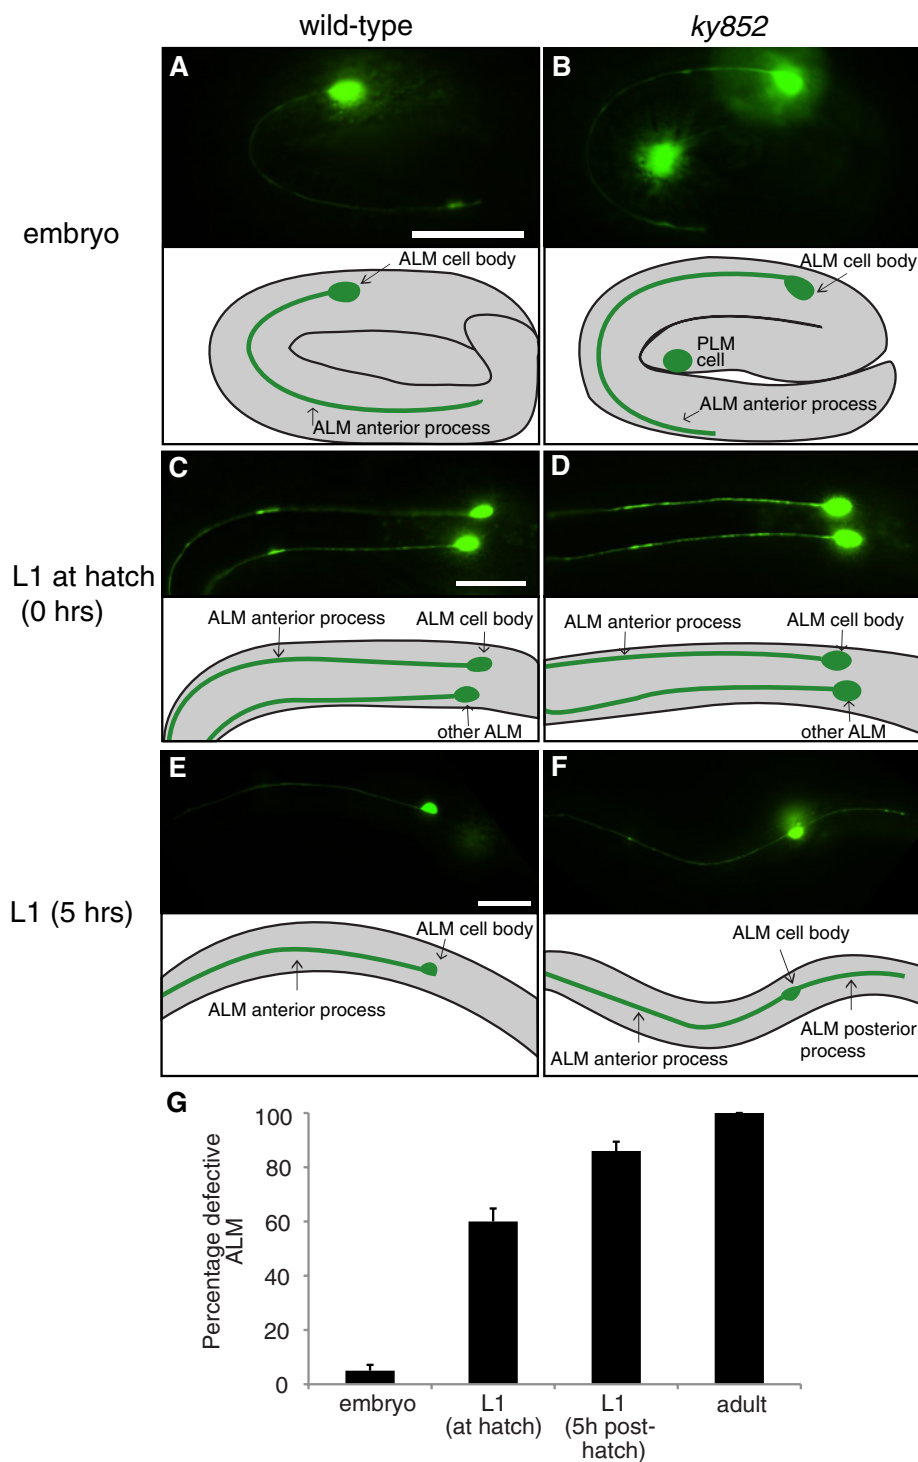 wild-type
ky852
A
B
embryo
ALM cell body
ALM anterior process
ALM cell body
PLM
cell
ALM anterior process
C
D
L1 at hatch
(0 hrs)
ALM anterior process
ALM cell body
other ALM
ALM anterior process
ALM cell body
other ALM
E
F
L1 (5 hrs)
ALM cell body
ALM anterior process
ALM cell body
ALM anterior process
ALM posterior
process
G
Percentage defective
ALM
100
80
60
40
20
0
embryo
L1
(at hatch)
L1
(5h post-
hatch)
adult